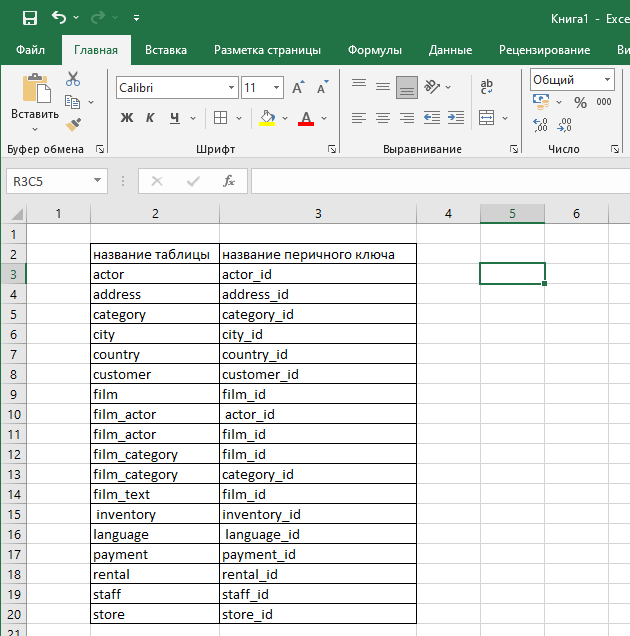 Книга1 - Exce
Файл Главная Вставка Разметка страницы Формулы Данные Рецензирование Ви
Вставить
Calibri 11 A A
Ж К Ч A
ab
Общий
% 000
,00
,00
Буфер обмена Шрифт Выравнивание Число
R3C5 fx
1 2 3 4 5 6
1
2 название таблицы название перичного ключа
3 actor actor_id
4 address address_id
5 category category_id
6 city city_id
7 country country_id
8 customer customer_id
9 film film_id
10 film_actor actor_id
11 film_actor film_id
12 film_category film_id
13 film_category category_id
14 film_text film_id
15 inventory inventory_id
16 language language_id
17 payment payment_id
18 rental rental_id
19 staff staff_id
20 store store_id
21